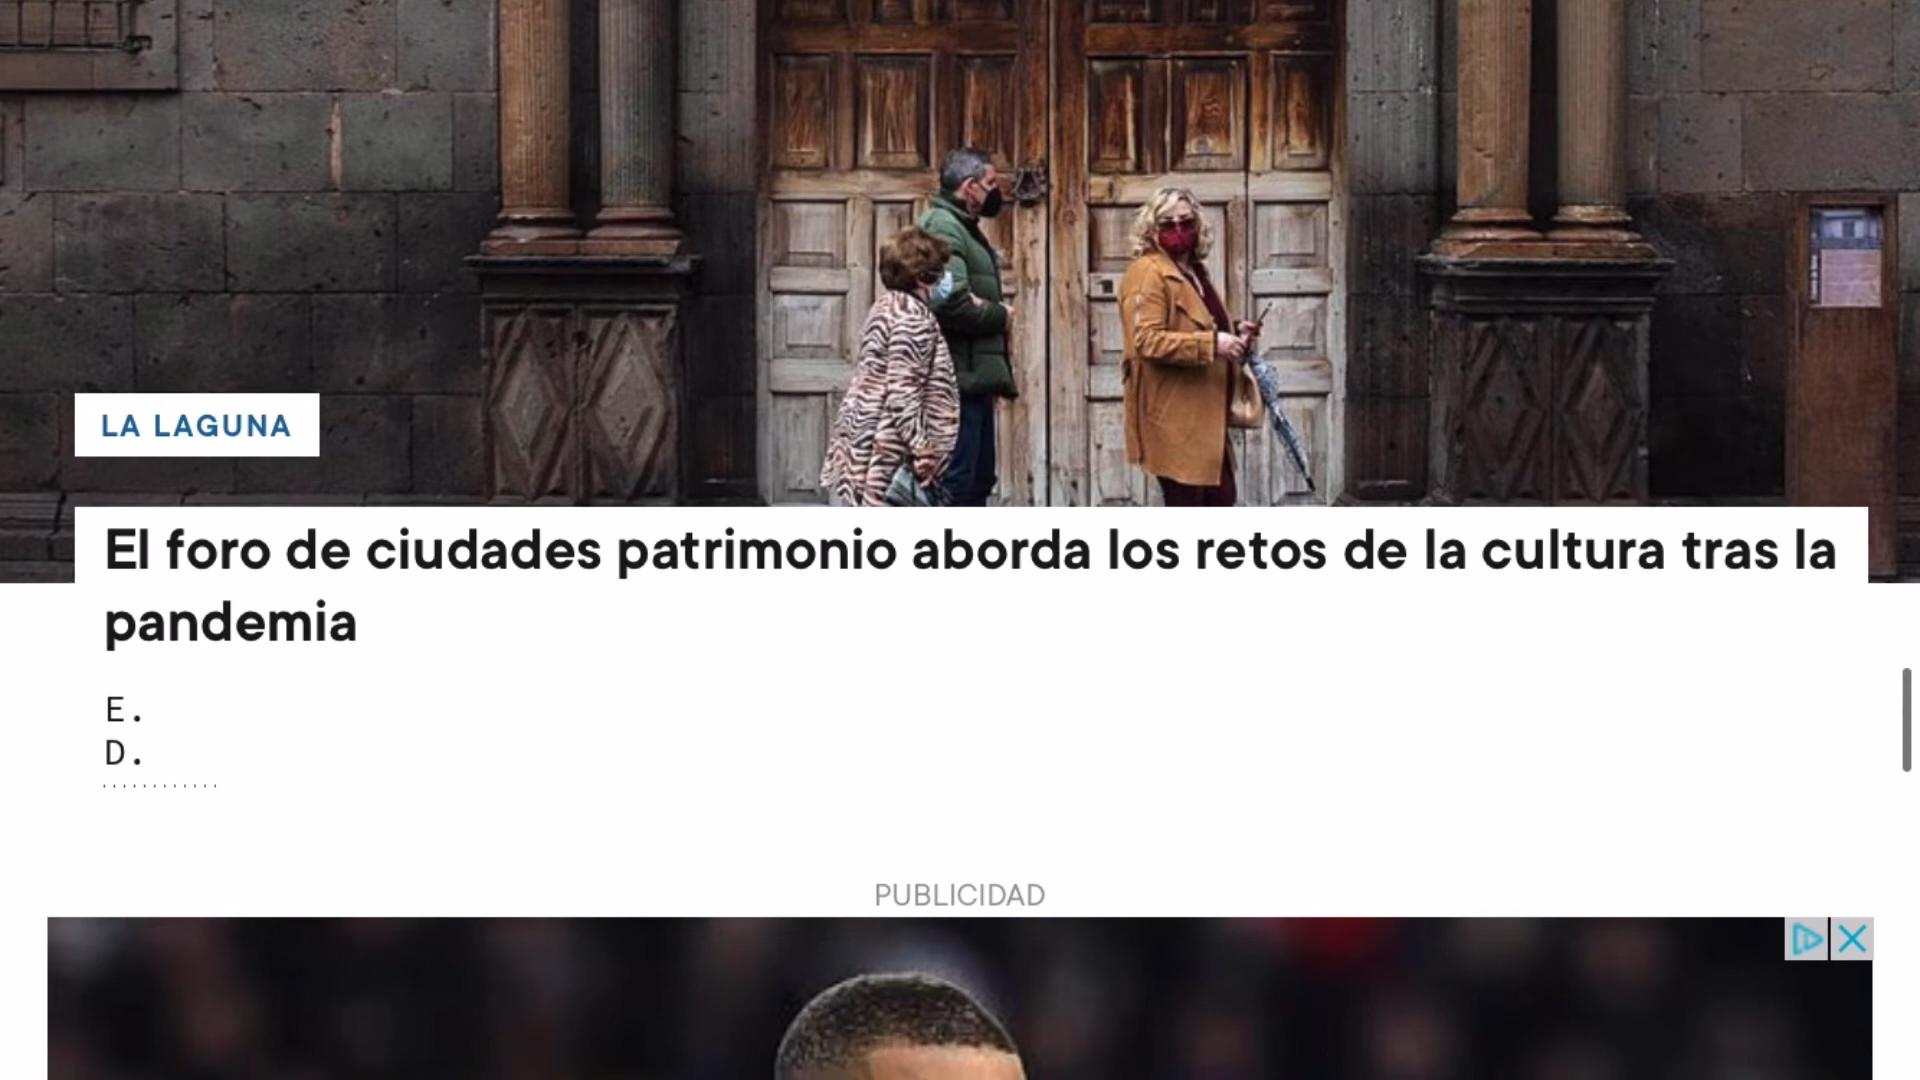 LA LAGUNA
El foro de ciudades patrimonio aborda los retos de la cultura tras la
pandemia
E.
D.
PUBLICIDAD